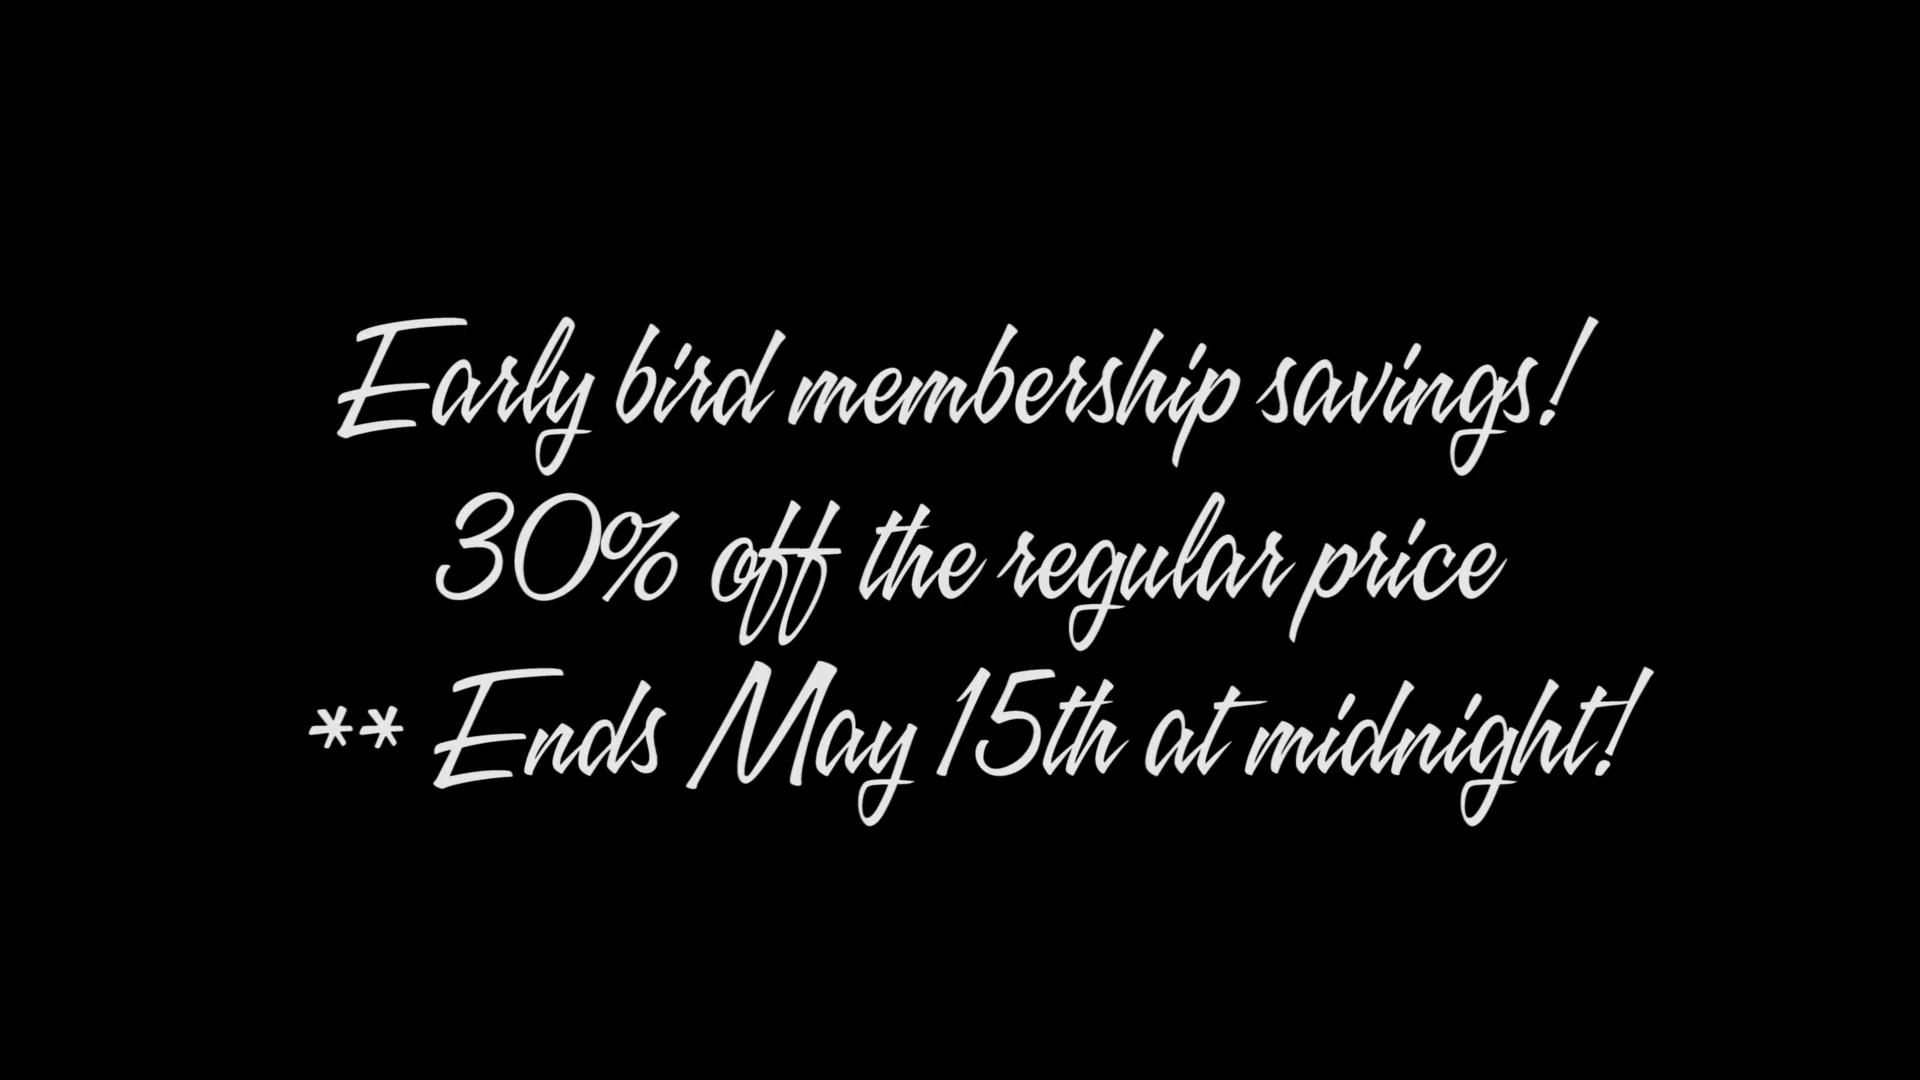 Early bird membership savings!
30% off the regular price
** Ends May 15th at midnight!